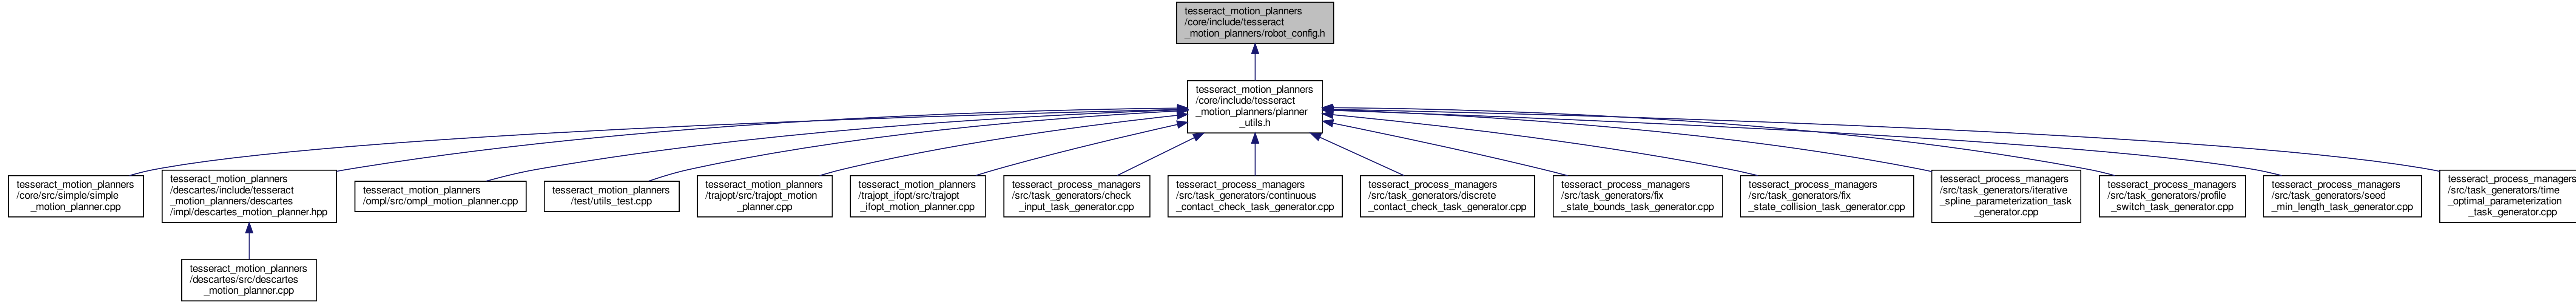 tesseract_motion_planners
/core/include/tesseract
_motion_planners/robot_config.h
tesseract_motion_planners
/core/include/tesseract
_motion_planners/planner
_utils.h
tesseract_motion_planners
/core/src/simple/simple
_motion_planner.cpp
tesseract_motion_planners
/descartes/include/tesseract
_motion_planners/descartes
/impl/descartes_motion_planner.hpp
tesseract_motion_planners
/ompl/src/ompl_motion_planner.cpp
tesseract_motion_planners
/test/utils_test.cpp
tesseract_motion_planners
/trajopt/src/trajopt_motion
_planner.cpp
tesseract_motion_planners
/trajopt_ifopt/src/trajopt
_ifopt_motion_planner.cpp
tesseract_process_managers
/src/task_generators/check
_input_task_generator.cpp
tesseract_process_managers
/src/task_generators/continuous
_contact_check_task_generator.cpp
tesseract_process_managers
/src/task_generators/discrete
_contact_check_task_generator.cpp
tesseract_process_managers
/src/task_generators/fix
_state_bounds_task_generator.cpp
tesseract_process_managers
/src/task_generators/fix
_state_collision_task_generator.cpp
tesseract_process_managers
/src/task_generators/iterative
_spline_parameterization_task
_generator.cpp
tesseract_process_managers
/src/task_generators/profile
_switch_task_generator.cpp
tesseract_process_managers
/src/task_generators/seed
_min_length_task_generator.cpp
tesseract_process_managers
/src/task_generators/time
_optimal_parameterization
_task_generator.cpp
tesseract_motion_planners
/descartes/src/descartes
_motion_planner.cpp